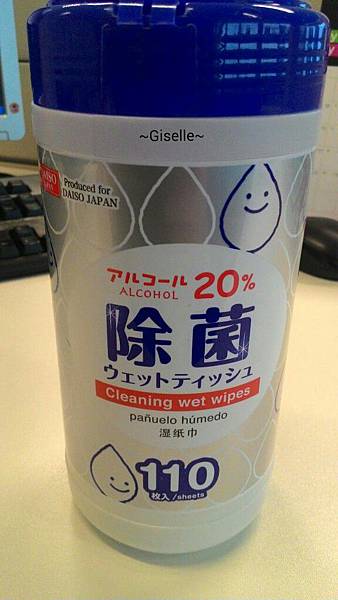 ~Giselle~
DAISO
JAPAN
Produced for
DAISO JAPAN
アルコール 20%
ALCOHOL
除菌
ウェットティッシュ
Cleaning wet wipes
pañuelo húmedo
湿纸巾
110
枚入/sheets